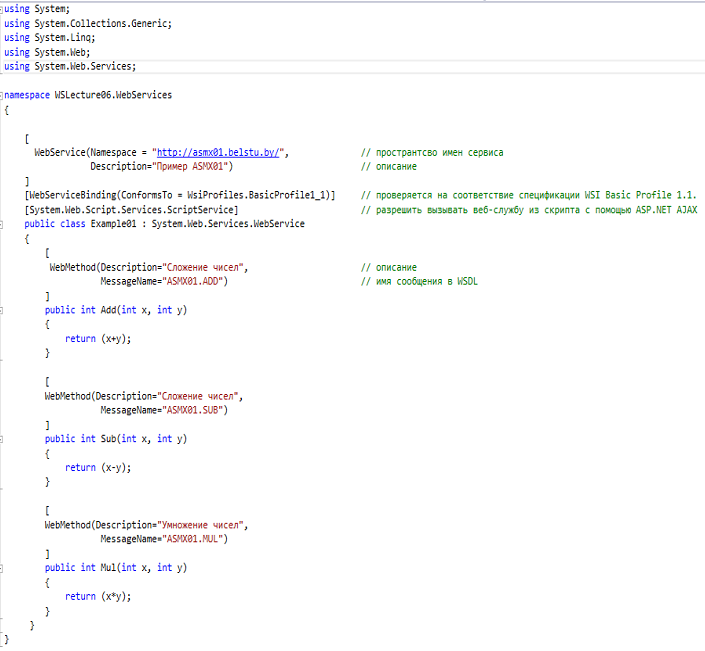 using System;
using System.Collections.Generic;
using System.Linq;
using System.Web;
using System.Web.Services;
namespace WSLecture06.WebServices
{
[
WebService(Namespace = "http://asmx01.belstu.by/", // пространтсво имен сервиса
Description="Пример ASMX01") // описание
]
[WebServiceBinding(ConformsTo = WsiProfiles.BasicProfile1_1)] // проверяется на соответствие спецификации WSI Basic Profile 1.1.
[System.Web.Script.Services.ScriptService] // разрешить вызывать веб-службу из скрипта с помощью ASP.NET AJAX
public class Example01 : System.Web.Services.WebService
{
[
WebMethod(Description="Сложение чисел", // описание
MessageName="ASMX01.ADD") // имя сообщения в WSDL
]
public int Add(int x, int y)
{
return (x+y);
}
[
WebMethod(Description="Сложение чисел",
MessageName="ASMX01.SUB")
]
public int Sub(int x, int y)
{
return (x-y);
}
[
WebMethod(Description="Умножение чисел",
MessageName="ASMX01.MUL")
]
public int Mul(int x, int y)
{
return (x*y);
}
}
}